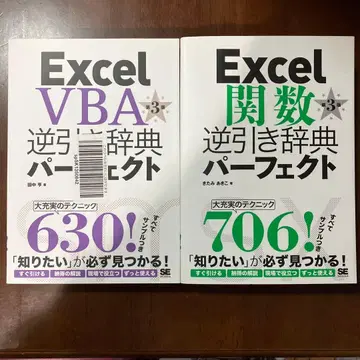 Excel
VBA
第3版
逆引き辞典
パーフェクト
田中 亨 著
大充実のテクニック
630!
すべて
サンプルつき
「知りたい」が必ず見つかる!
すぐ引ける
納得の解説
現場で役立つ
ずっと使える
SE
Excel
関数
第3版
逆引き辞典
パーフェクト
きたみ あきこ 著
大充実のテクニック
706!
すべて
サンプルつき
「知りたい」が必ず見つかる!
すぐ引ける
納得の解説
現場で役立つ
ずっと使える
SE